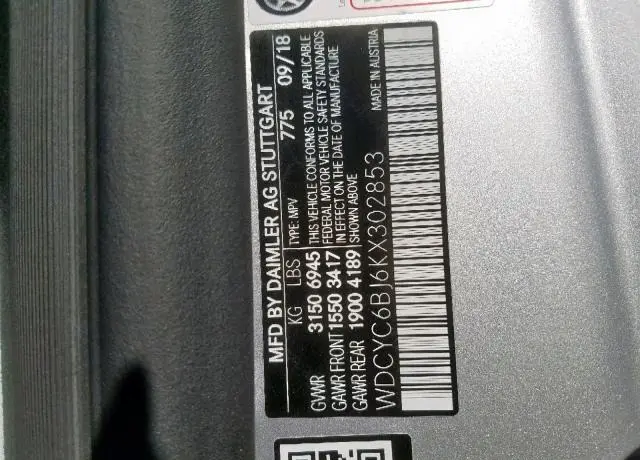 MFD BY DAIMLER AG STUTTGART
775 09/18
KG LBS TYPE: MPV
GVWR 3150 6945 THIS VEHICLE CONFORMS TO ALL APPLICABLE
FEDERAL MOTOR VEHICLE SAFETY STANDARDS
GAWR FRONT 1550 3417 IN EFFECT ON THE DATE OF MANUFACTURE
GAWR REAR 1900 4189 SHOWN ABOVE
MADE IN AUSTRIA
WDCYC6BJ6KX302853